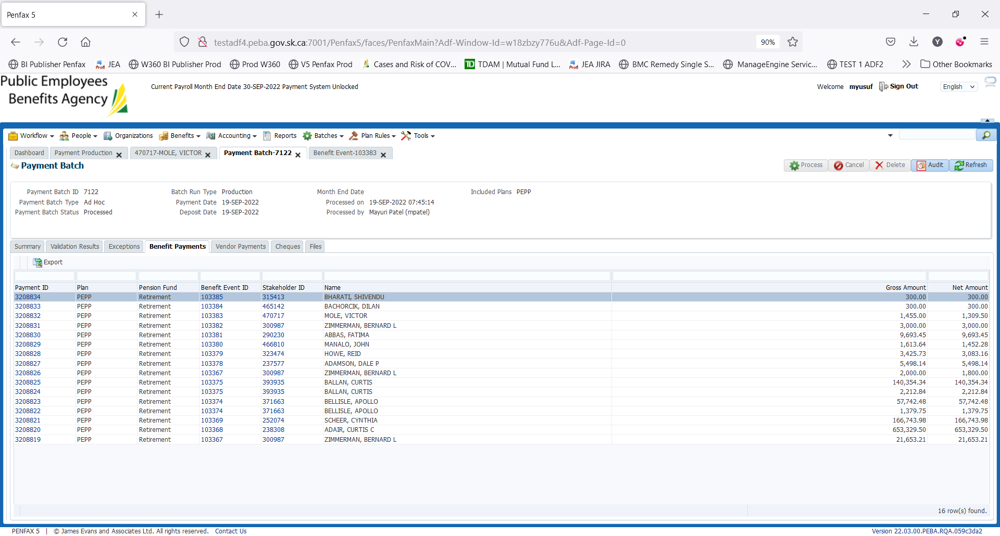 Penfax 5
testadf4.peba.gov.sk.ca:7001/Penfax5/faces/PenfaxMain?Adf-Window-Id=w18zbzy776u&Adf-Page-Id=0
90%
Y
BI Publisher Penfax
Prod JEA
W360 BI Publisher Prod
Prod W360
V5 Penfax Prod
Cases and Risk of COV...
TD TDAM | Mutual Fund L...
Prod JEA JIRA
BMC Remedy Single S...
ManageEngine Servic...
TEST 1 ADF2
Other Bookmarks
Public Employees
Benefits Agency
Current Payroll Month End Date 30-SEP-2022 Payment System Unlocked
Welcome myusuf Sign Out English
Workflow People Organizations Benefits Accounting Reports Batches Plan Rules Tools
Dashboard Payment Production 470717-MOLE, VICTOR Payment Batch-7122 Benefit Event-103383
Payment Batch
Process Cancel Delete Audit Refresh
Payment Batch ID 7122 Batch Run Type Production Month End Date Included Plans PEPP
Payment Batch Type Ad Hoc Payment Date 19-SEP-2022 Processed on 19-SEP-2022 07:45:14
Payment Batch Status Processed Deposit Date 19-SEP-2022 Processed by Mayuri Patel (mpatel)
Summary Validation Results Exceptions Benefit Payments Vendor Payments Cheques Files
Export
Payment ID Plan Pension Fund Benefit Event ID Stakeholder ID Name Gross Amount Net Amount
3208834 PEPP Retirement 103385 315413 BHARATI, SHIVENDU 300.00 300.00
3208833 PEPP Retirement 103384 465142 BACHORCIK, DILAN 300.00 300.00
3208832 PEPP Retirement 103383 470717 MOLE, VICTOR 1,455.00 1,309.50
3208831 PEPP Retirement 103382 300987 ZIMMERMAN, BERNARD L 3,000.00 3,000.00
3208830 PEPP Retirement 103381 290230 ABBAS, FATIMA 9,693.45 9,693.45
3208829 PEPP Retirement 103380 466810 MANALO, JOHN 1,613.64 1,452.28
3208828 PEPP Retirement 103379 323474 HOWE, REID 3,425.73 3,083.16
3208827 PEPP Retirement 103378 237577 ADAMSON, DALE P 5,498.14 5,498.14
3208826 PEPP Retirement 103367 300987 ZIMMERMAN, BERNARD L 2,000.00 1,800.00
3208825 PEPP Retirement 103375 393935 BALLAN, CURTIS 140,354.34 140,354.34
3208824 PEPP Retirement 103375 393935 BALLAN, CURTIS 2,212.84 2,212.84
3208823 PEPP Retirement 103374 371663 BELLISLE, APOLLO 57,742.48 57,742.48
3208822 PEPP Retirement 103374 371663 BELLISLE, APOLLO 1,379.75 1,379.75
3208821 PEPP Retirement 103369 252074 SCHEER, CYNTHIA 166,743.98 166,743.98
3208820 PEPP Retirement 103368 238308 ADAIR, CURTIS C 653,329.50 653,329.50
3208819 PEPP Retirement 103367 300987 ZIMMERMAN, BERNARD L 21,653.21 21,653.21
16 row(s) found.
PENFAX 5 | © James Evans and Associates Ltd. All rights reserved. Contact Us
Version 22.03.00.PEBA.RQA.059c3da2